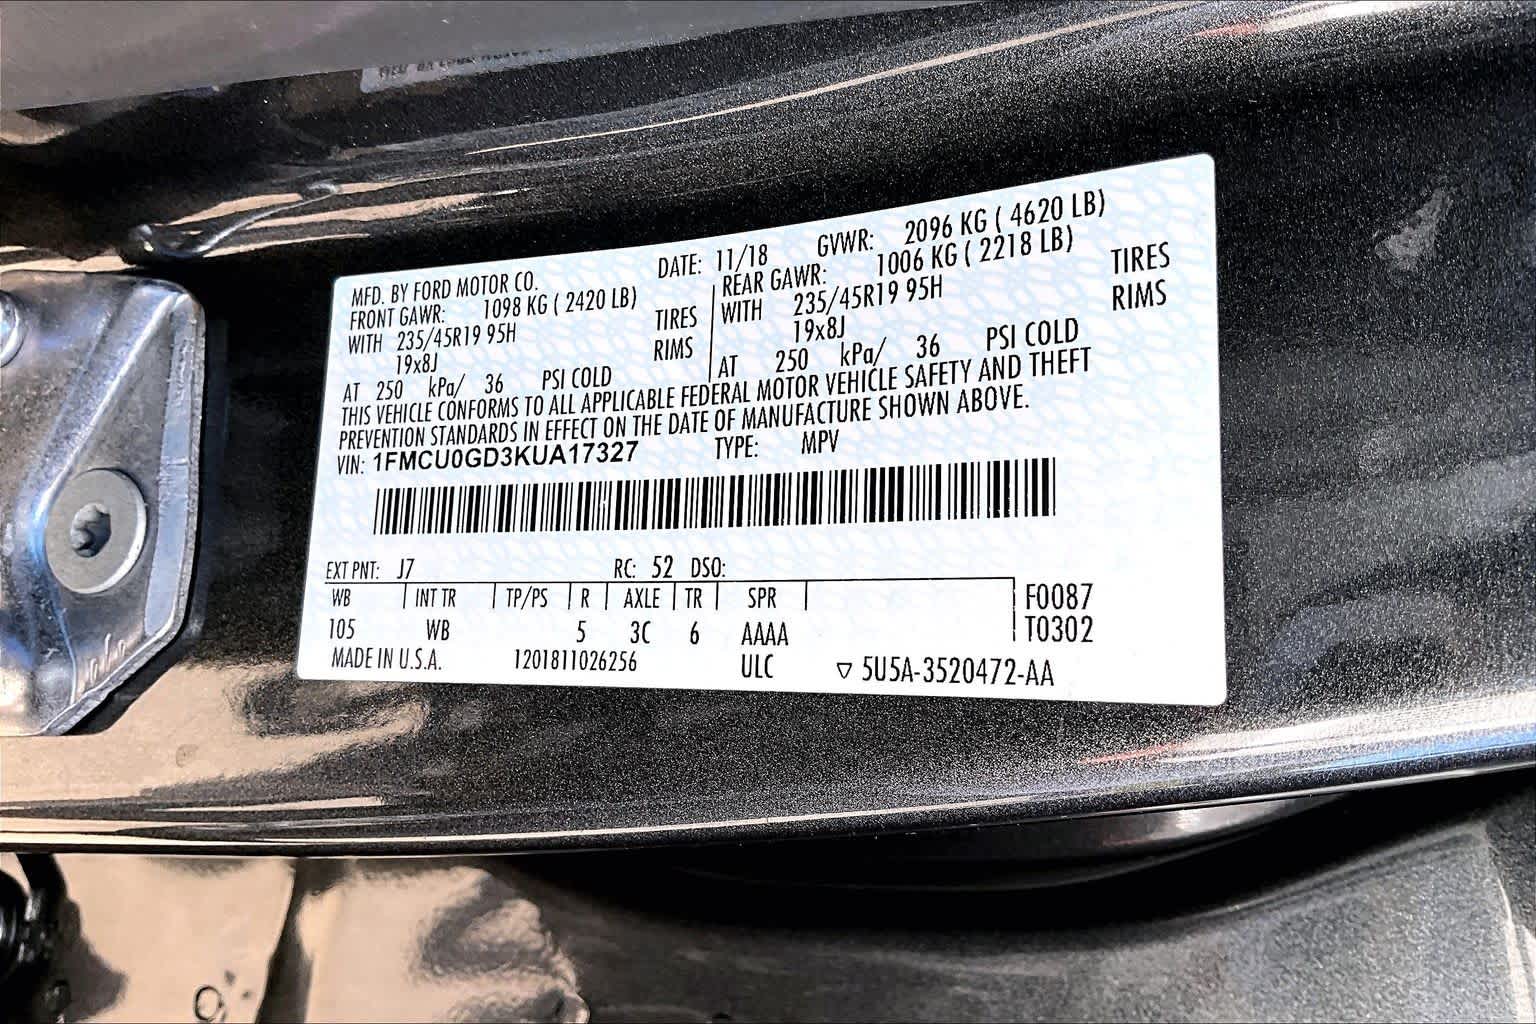 MFD. BY FORD MOTOR CO. DATE: 11/18 GVWR: 2096 KG ( 4620 LB)
FRONT GAWR: 1098 KG ( 2420 LB) REAR GAWR: 1006 KG ( 2218 LB)
WITH 235/45R19 95H TIRES WITH 235/45R19 95H TIRES
19x8J RIMS 19x8J RIMS
AT 250 kPa/ 36 PSI COLD AT 250 kPa/ 36 PSI COLD
THIS VEHICLE CONFORMS TO ALL APPLICABLE FEDERAL MOTOR VEHICLE SAFETY AND THEFT
PREVENTION STANDARDS IN EFFECT ON THE DATE OF MANUFACTURE SHOWN ABOVE.
VIN: 1FMCU0GD3KUA17327 TYPE: MPV
EXT PNT: J7 RC: 52 DSO:
WB INT TR TP/PS R AXLE TR SPR F0087
105 WB 5 3C 6 AAAA T0302
MADE IN U.S.A. 1201811026256 ULC ▽ 5U5A-3520472-AA